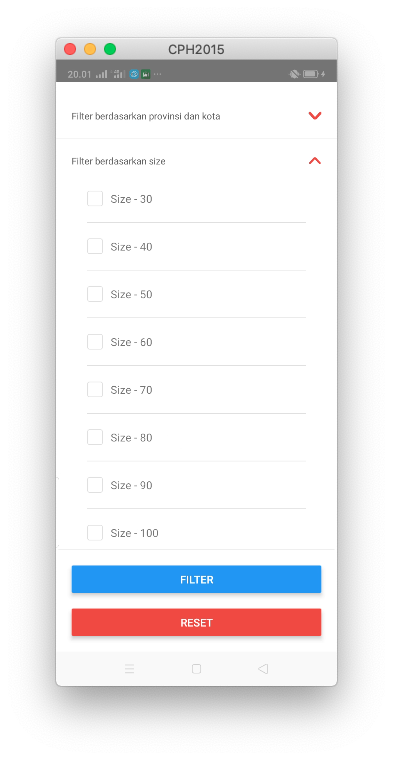 CPH2015
20.01
Filter berdasarkan provinsi dan kota
Filter berdasarkan size
Size - 30
Size - 40
Size - 50
Size - 60
Size - 70
Size - 80
Size - 90
Size - 100
FILTER
RESET